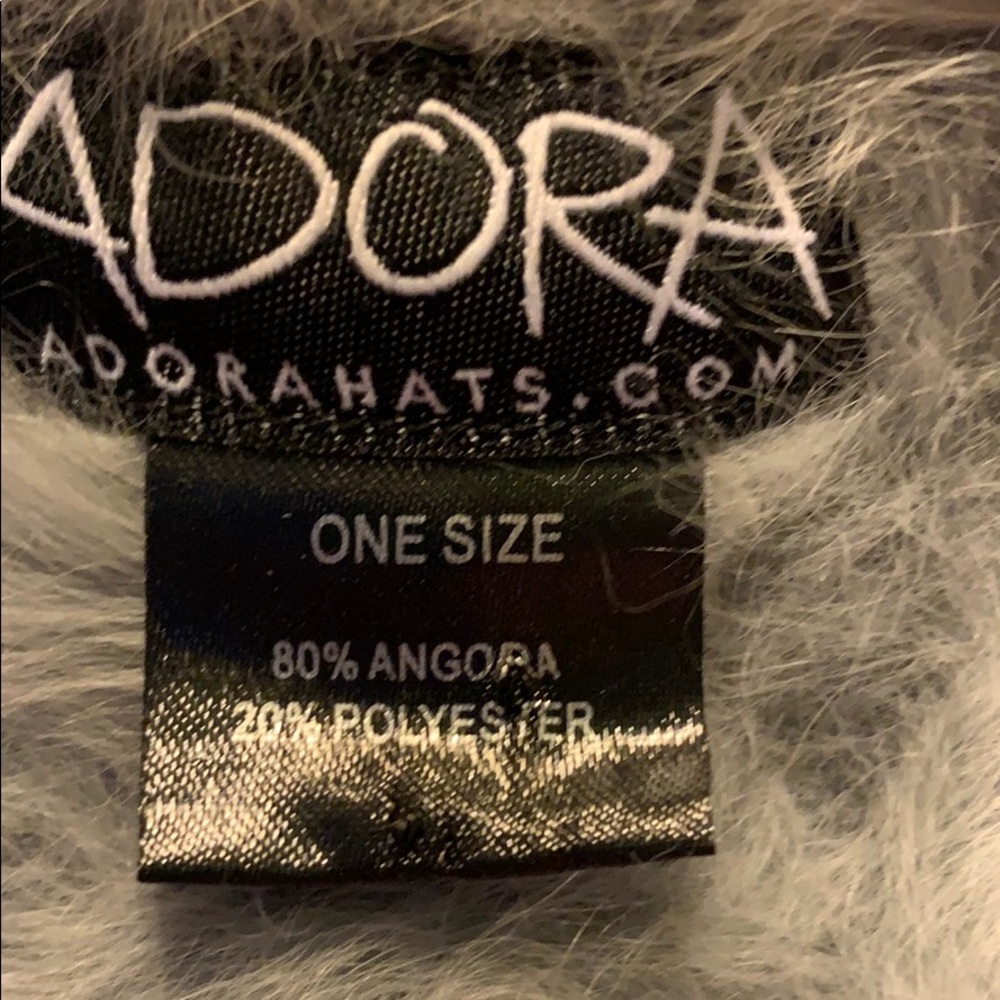 ADORA
ADORAHATS.COM
ONE SIZE
80% ANGORA
20% POLYESTER